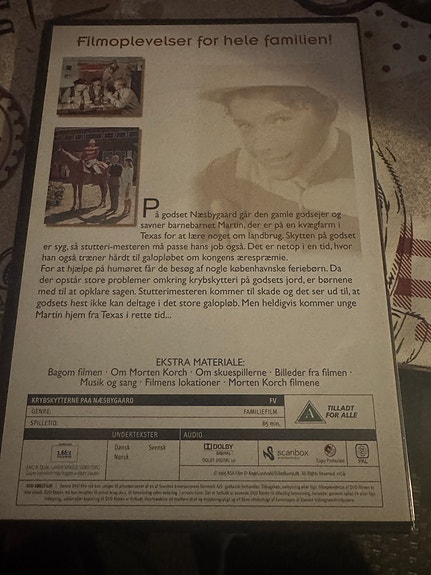 Filmoplevelser for hele familien!
På godset Næsbygaard går den gamle godsejer og
savner barnebarnet Martin, der er på en kvægfarm i
Texas for at lære noget om landbrug. Skytten på godset
er syg, så stutteri-mesteren må passe hans job også. Det er netop i en tid, hvor
han også træner hårdt til galopløbet om kongens ærespræmie.
For at hjælpe på humøret får de besøg af nogle københavnske feriebørn. Da
der opstår store problemer omkring krybskytteri på godsets jord, er børnene
med til at opklare sagen. Stutterimesteren kommer til skade og det ser ud til, at
godsets hest ikke kan deltage i det store galopløb. Men heldigvis kommer unge
Martin hjem fra Texas i rette tid...
EKSTRA MATERIALE:
Bagom filmen · Om Morten Korch · Om skuespillerne · Billeder fra filmen ·
Musik og sang · Filmens lokationer · Morten Korch filmene
KRYBSKYTTERNE PAA NÆSBYGAARD FV
GENRE: FAMILIEFILM
SPILLETID: 85 min.
A TILLADT FOR ALLE
UNDERTEKSTER AUDIO
1.66:1
Dansk Svensk
Norsk
DOLBY
DIGITAL
scanbox
PAL